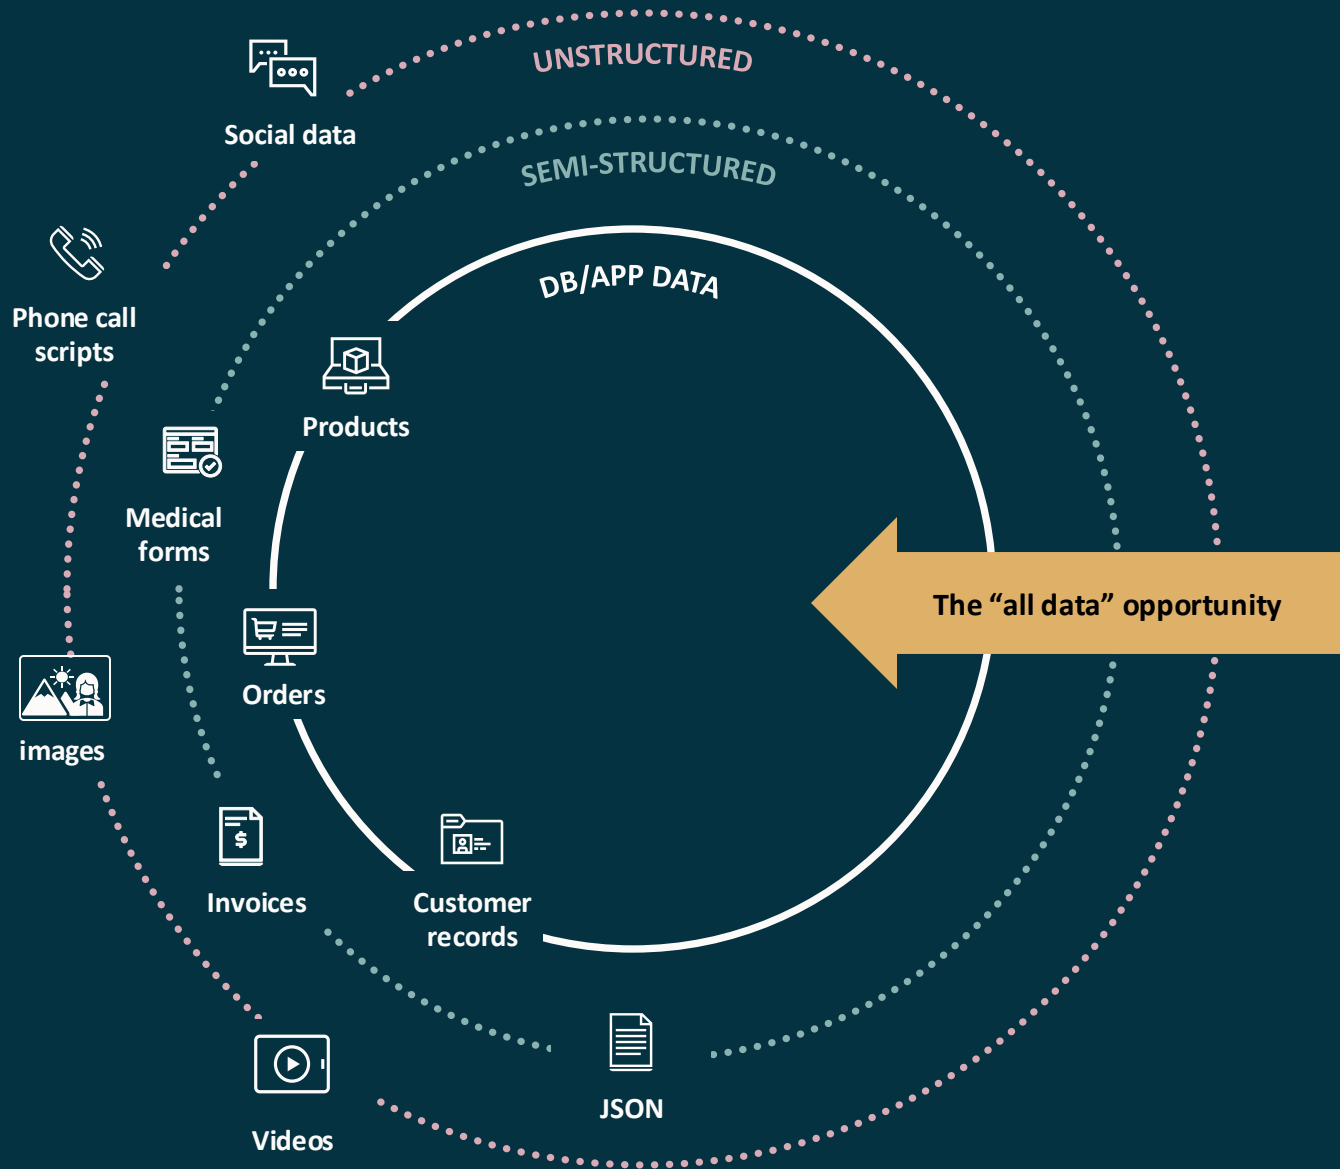 UNSTRUCTURED
SEMI-STRUCTURED
DB/APP DATA
Social data
Phone call
scripts
Products
Medical
forms
The “all data” opportunity
Orders
images
Invoices
Customer
records
JSON
Videos
$